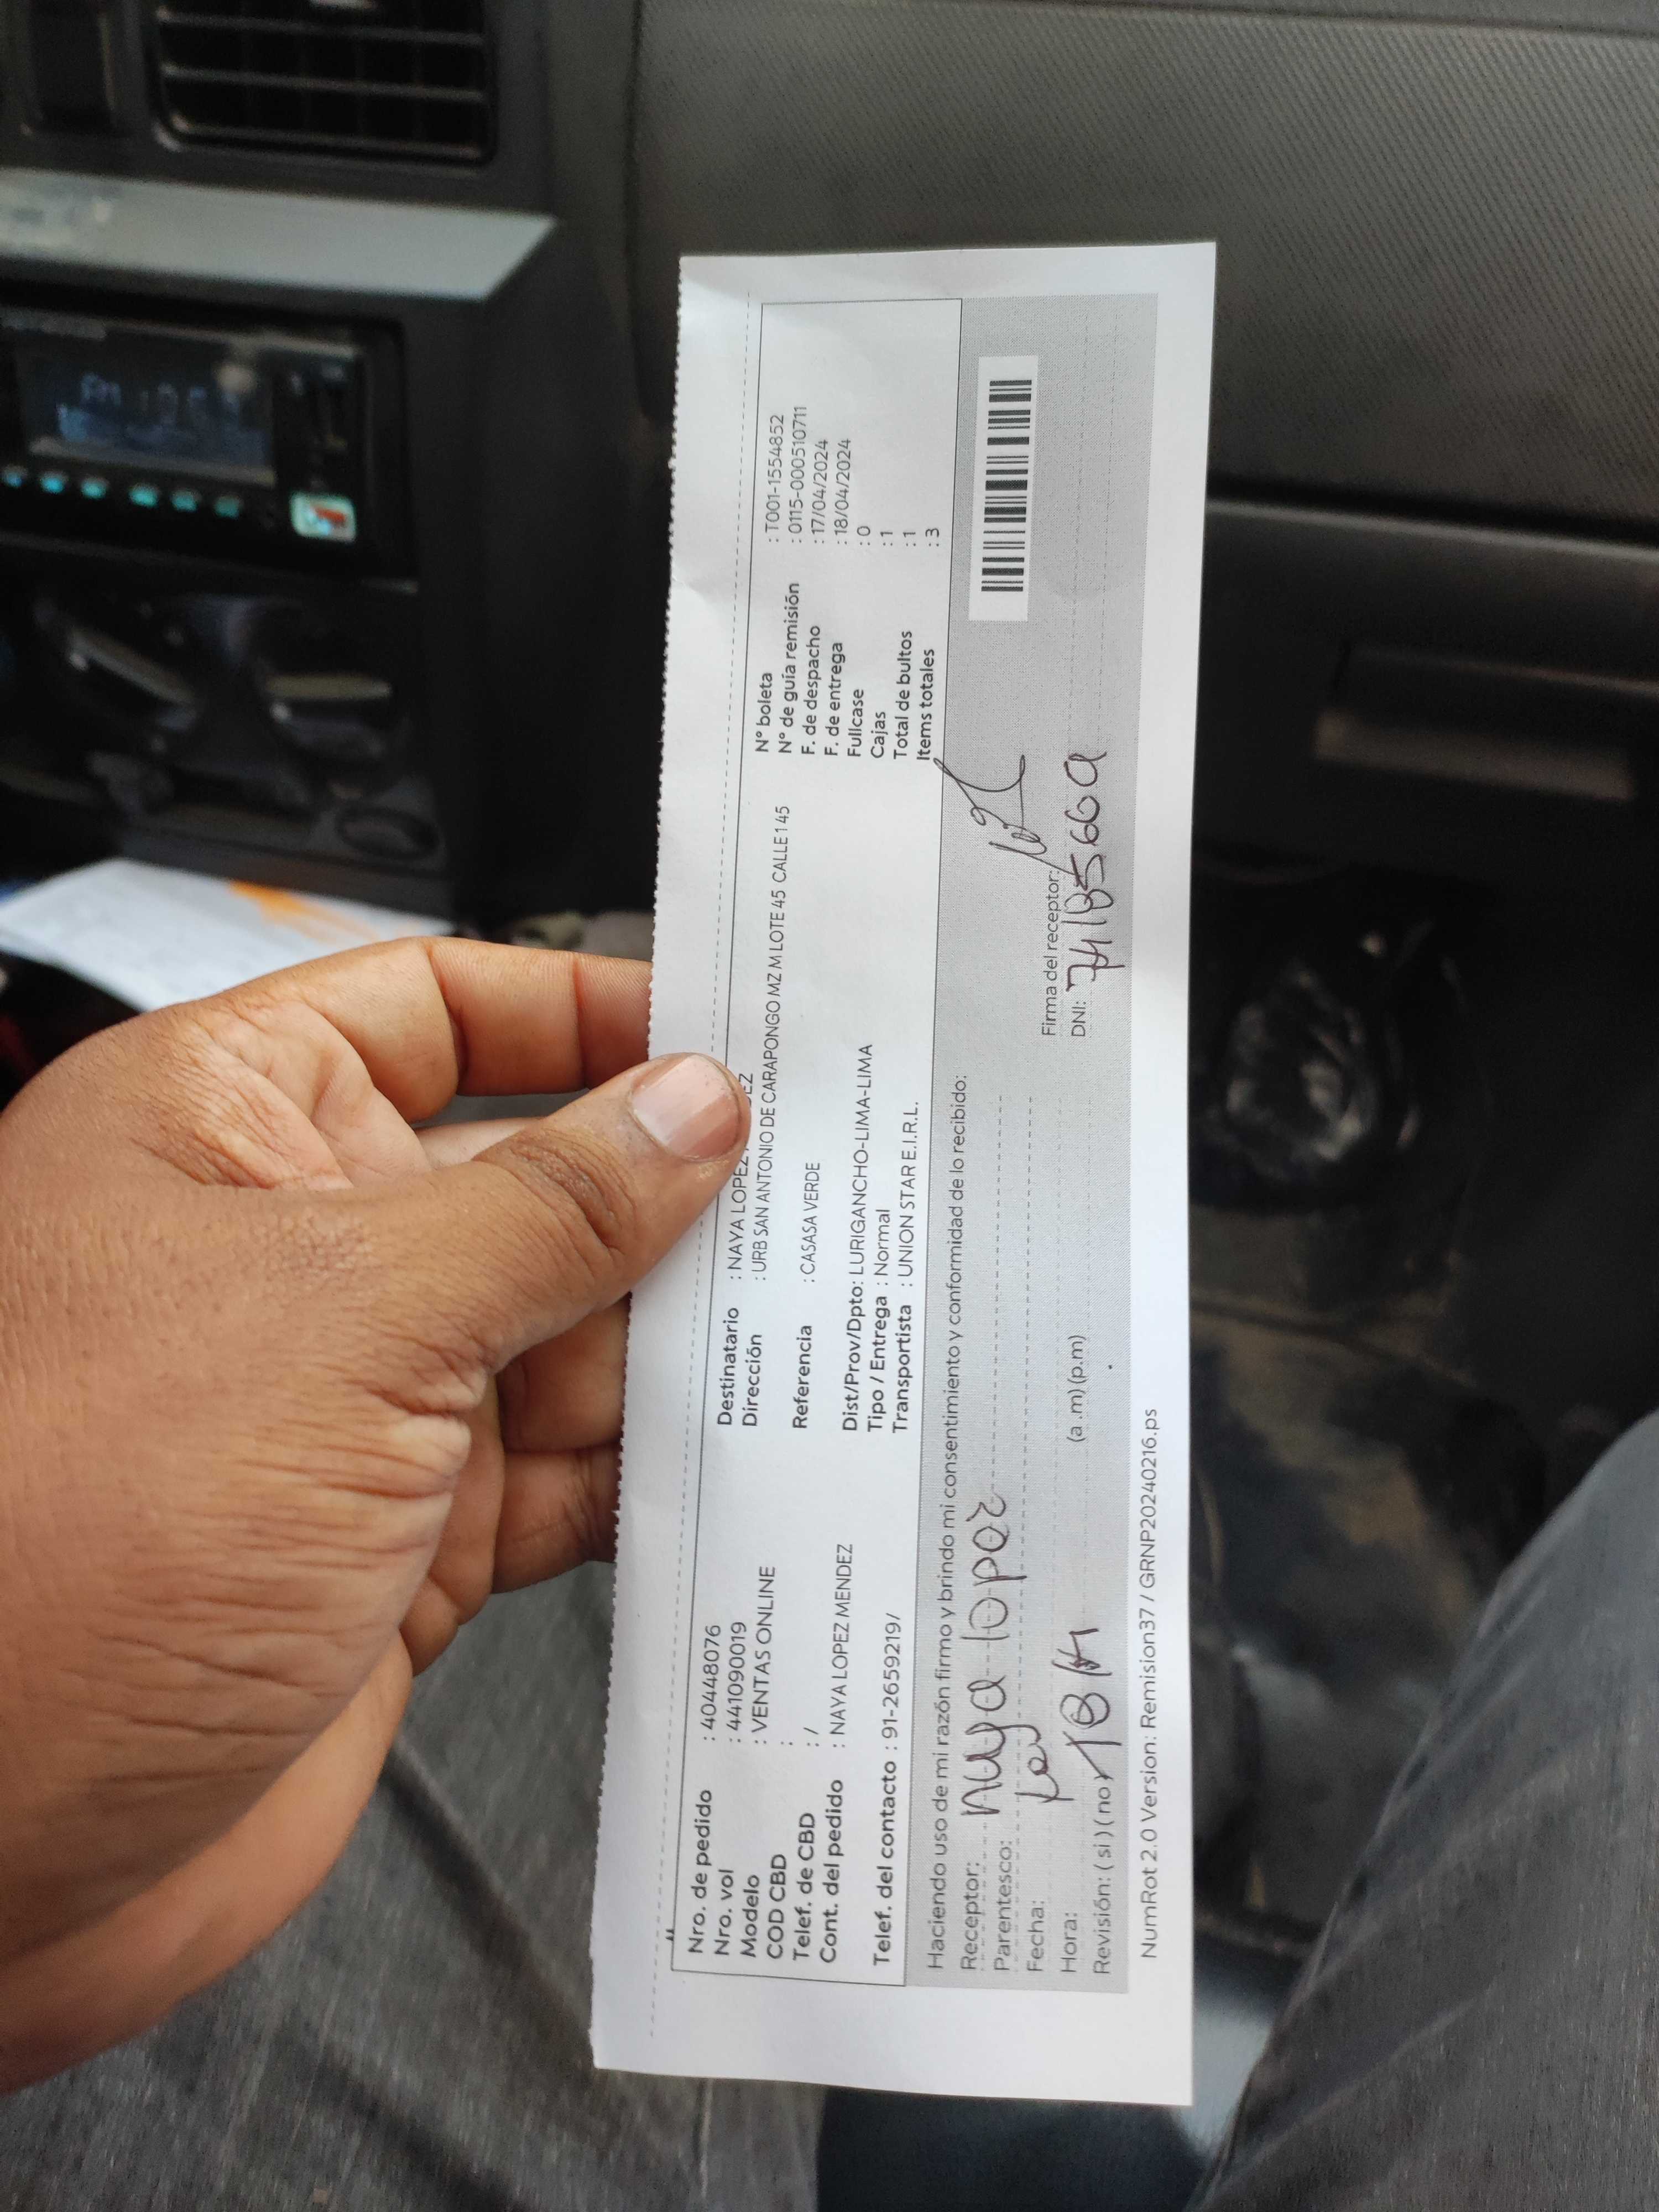 Nro. de pedido : 40448076
Nro. vol : 441090019
Modelo : VENTAS ONLINE
COD CBD :
Telef. de CBD : /
Cont. del pedido : NAYA LOPEZ MENDEZ
Telef. del contacto : 91-2659219/
Destinatario : NAYA LOPEZ
Dirección : URB SAN ANTONIO DE CARAPONGO MZ M LOTE 45 CALLE 1 45
Referencia : CASASA VERDE
Dist/Prov/Dpto: LURIGANCHO-LIMA-LIMA
Tipo / Entrega : Normal
Transportista : UNION STAR E.I.R.L.
N° boleta : T001-1554852
N° de guía remisión : 0115-000510711
F. de despacho : 17/04/2024
F. de entrega : 18/04/2024
Fullcase : 0
Cajas : 1
Total de bultos : 1
Items totales : 3
Haciendo uso de mi razón firmo y brindo mi consentimiento y conformidad de lo recibido:
Receptor: naya lopez
Parentesco:
Fecha:
Hora: (a .m) (p.m)
Revisión: ( si ) ( no )
Firma del receptor:
DNI:
NumRot 2.0 Version: Remision37 / GRNP20240216.ps